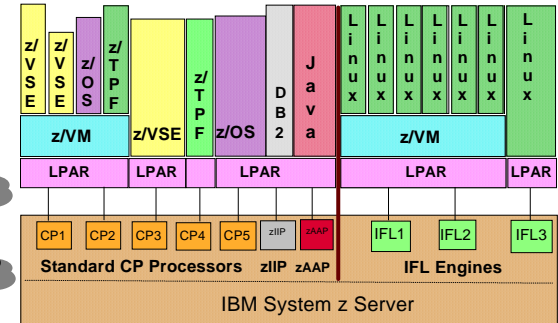 z/VSE
z/VSE
z/OS
z/TPF
z/VM
z/VSE
z/TPF
z/OS
DB2
Java
Linux
Linux
Linux
Linux
Linux
Linux
z/VM
LPAR
LPAR
LPAR
LPAR
LPAR
CP1
CP2
CP3
CP4
CP5
zIIP
zAAP
IFL1
IFL2
IFL3
Standard CP Processors zIIP zAAP
IFL Engines
IBM System z Server